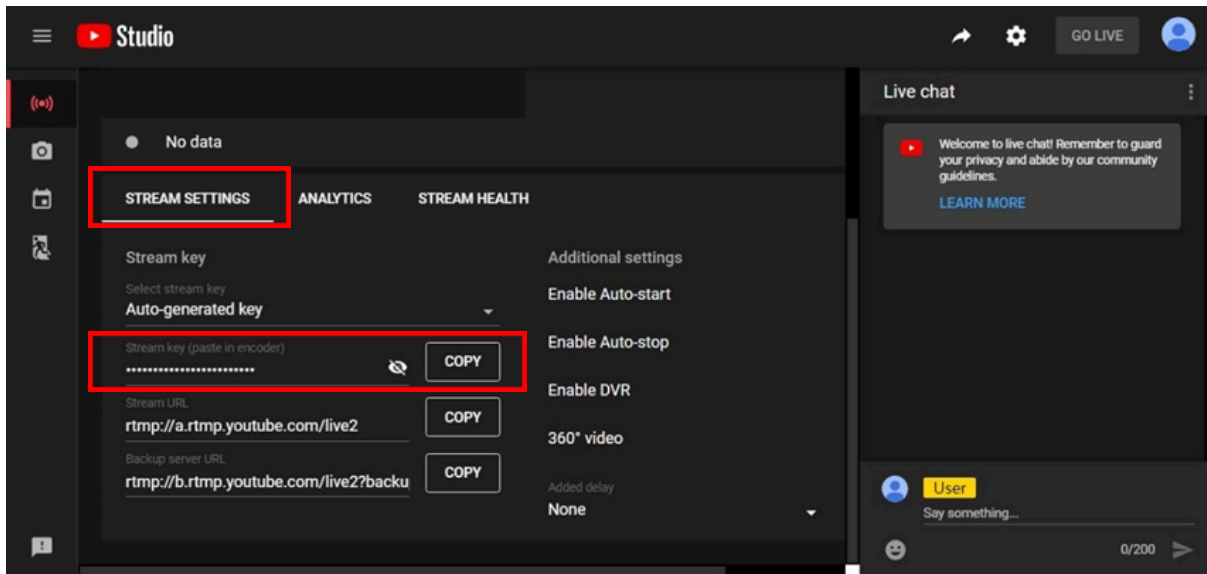 Studio
GO LIVE
No data
STREAM SETTINGS
ANALYTICS
STREAM HEALTH
Stream key
Select stream key
Auto-generated key
Stream key (paste in encoder)
••••••••••••••••••••••••
COPY
Stream URL
rtmp://a.rtmp.youtube.com/live2
COPY
Backup server URL
rtmp://b.rtmp.youtube.com/live2?backu
COPY
Additional settings
Enable Auto-start
Enable Auto-stop
Enable DVR
360° video
Added delay
None
Live chat
Welcome to live chat! Remember to guard
your privacy and abide by our community
guidelines.
LEARN MORE
User
Say something...
0/200